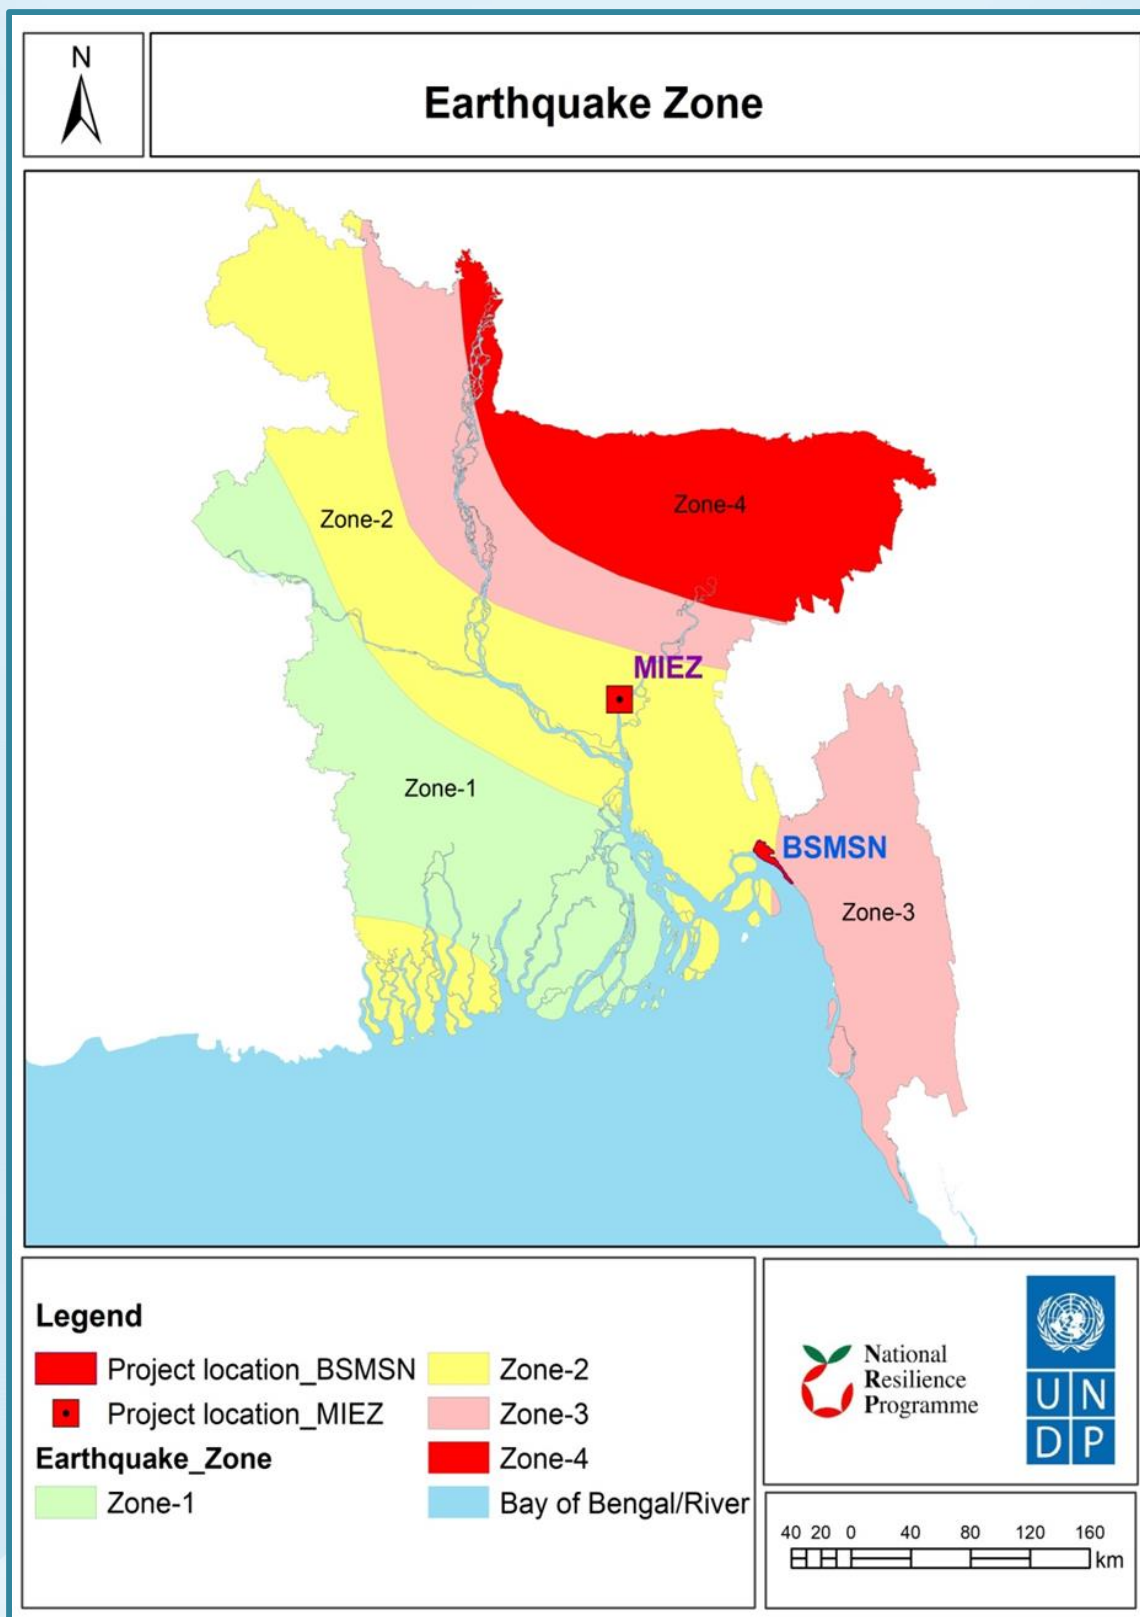 N
Earthquake Zone
Zone-4
Zone-2
MIEZ
Zone-1
BSMSN
Zone-3
Legend
Project location_BSMSN
Project location_MIEZ
Earthquake_Zone
Zone-1
Zone-2
Zone-3
Zone-4
Bay of Bengal/River
National
Resilience
Programme
U N
D P
40 20 0 40 80 120 160
km